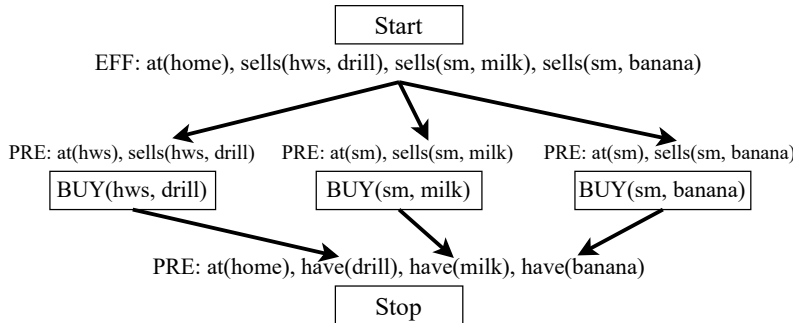 Start
EFF: at(home), sells(hws, drill), sells(sm, milk), sells(sm, banana)
PRE: at(hws), sells(hws, drill) PRE: at(sm), sells(sm, milk) PRE: at(sm), sells(sm, banana)
BUY(hws, drill) BUY(sm, milk) BUY(sm, banana)
PRE: at(home), have(drill), have(milk), have(banana)
Stop